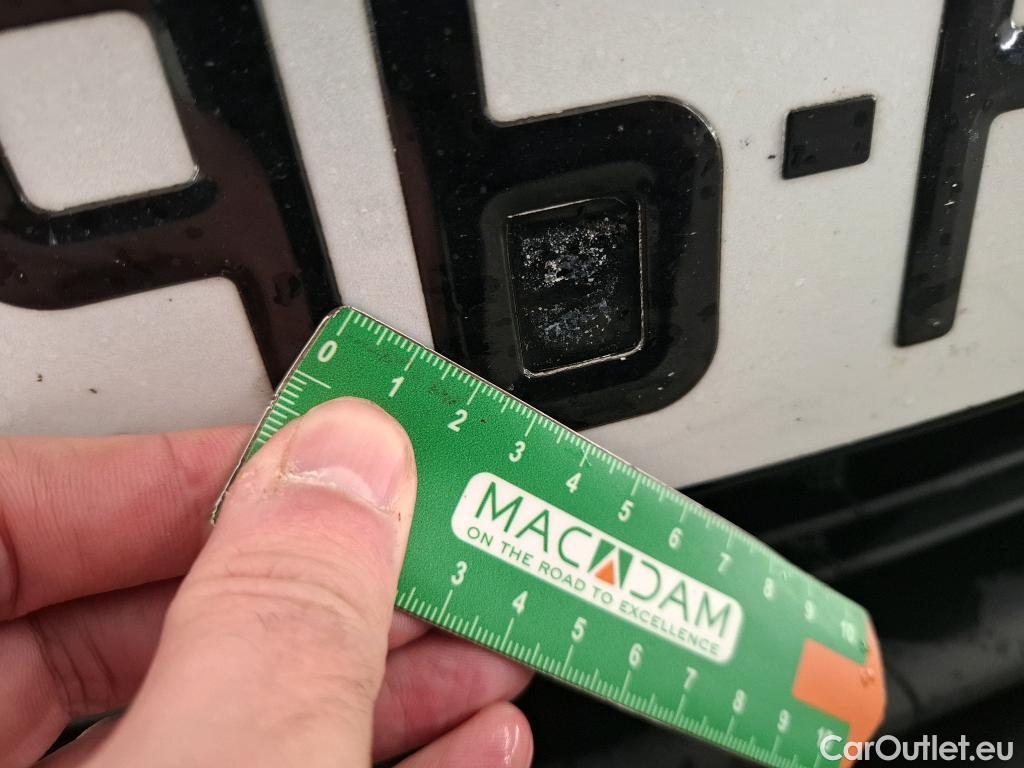 96-
0 1 2 3 4 5 6 7 8 9 10
MACADAM
ON THE ROAD TO EXCELLENCE
3 4 5 6 7 8 9 10
CarOutlet.eu